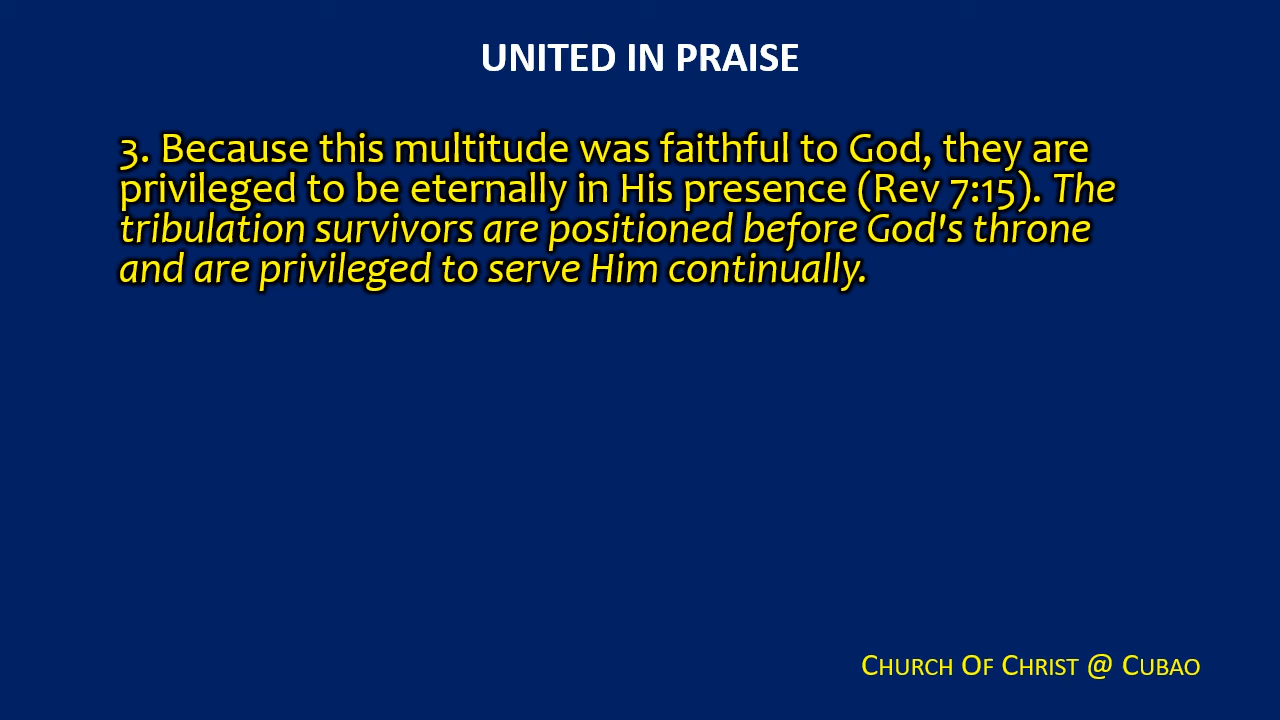 UNITED IN PRAISE
3. Because this multitude was faithful to God, they are
privileged to be eternally in His presence (Rev 7:15). The
tribulation survivors are positioned before God's throne
and are privileged to serve Him continually.
CHURCH OF CHRIST @ CUBAO